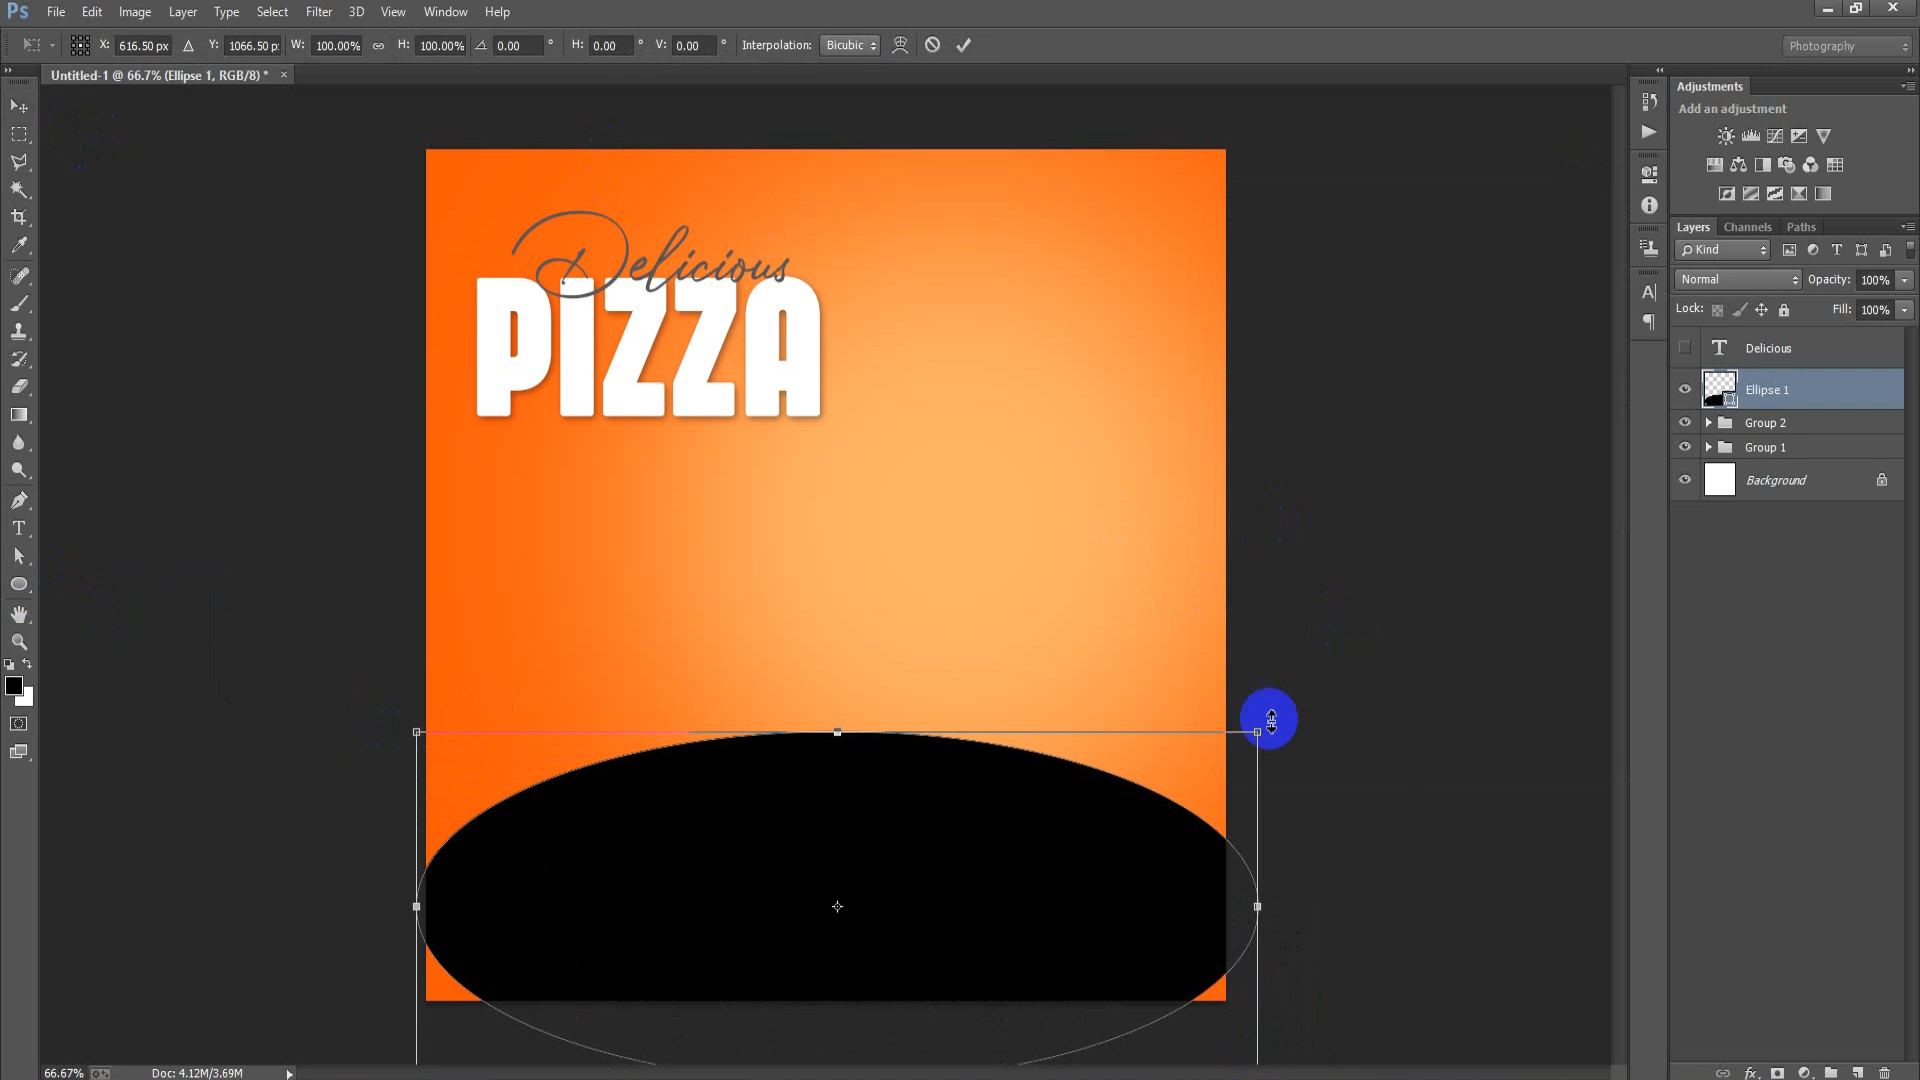 Ps File Edit Image Layer Type Select Filter 3D View Window Help
X: 616.50 px Y: 1066.50 p: W: 100.00% H: 100.00% 0.00 ° H: 0.00 ° V: 0.00 ° Interpolation: Bicubic Photography
Untitled-1 @ 66.7% (Ellipse 1, RGB/8) * ×
Adjustments
Add an adjustment
Layers Channels Paths
Kind
Normal Opacity: 100%
Lock: Fill: 100%
Delicious
Ellipse 1
Group 2
Group 1
Background
Delicious
PIZZA
66.67% Doc: 4.12M/3.69M